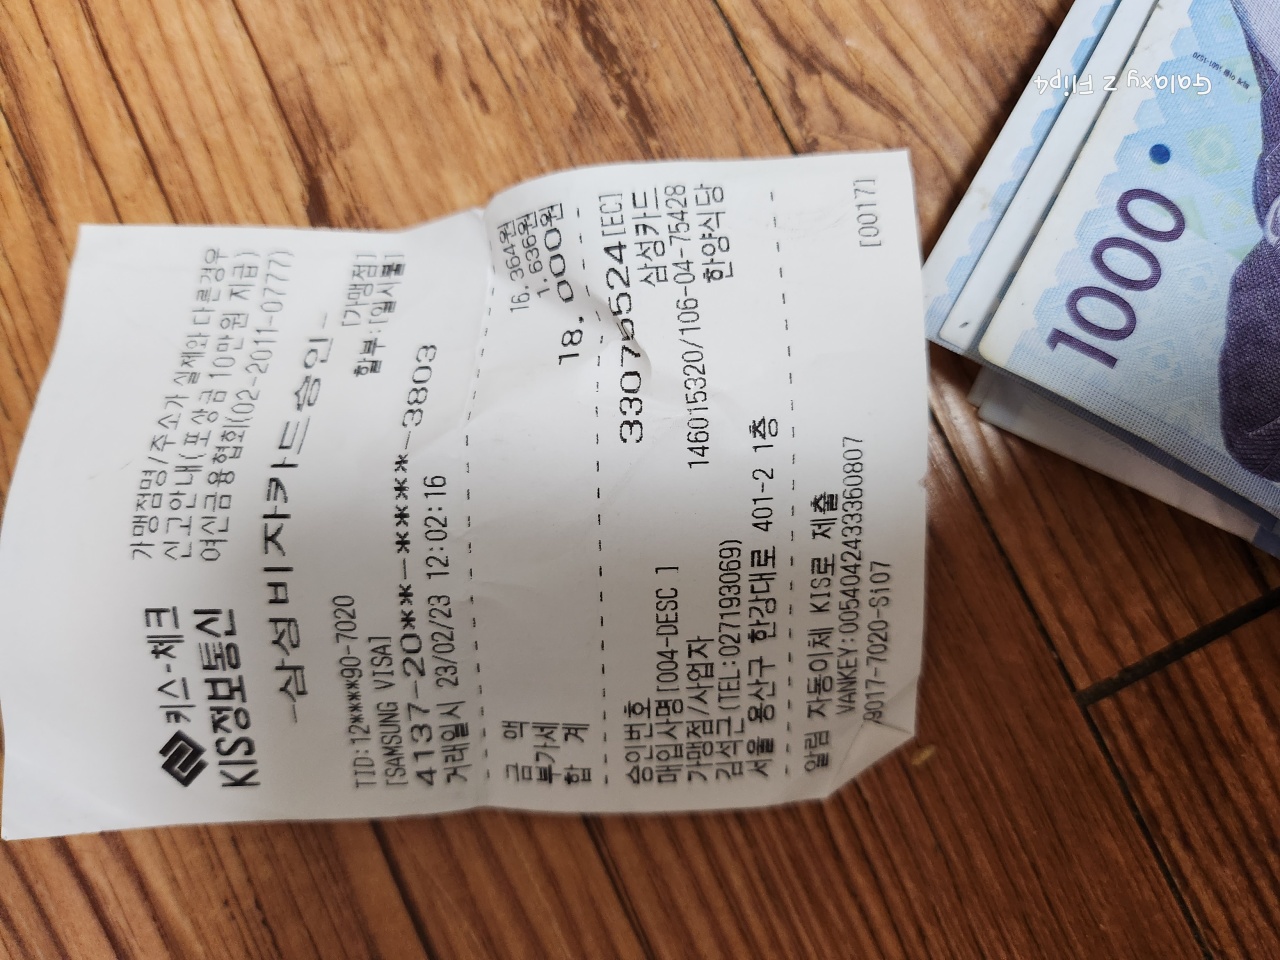 키스-체크
KIS정보통신
가맹점명/주소가 실제와 다른경우
신고안내(포상금 10만원 지급)
여신금융협회(02-2011-0777)
-삼성비자카드승인-
TID:12****90-7020 [가맹점]
[SAMSUNG VISA] 할부:[일시불]
4137-20**-****-3803
거래일시 23/02/23 12:02:16
금 액 16,364원
부가세 1,636원
합 계 18,000원
승인번호 33075524 [EC]
매입사명 [004-DESC ] 삼성카드
가맹점/사업자 146015320/106-04-75428
김석그 (TEL:027193069) 한양식당
서울 용산구 한강대로 401-2 1층
알림 자동이체 KIS로 제출
VANKEY:0054042433360807
9017-7020-Si07 [0017]
1000
Galaxy Z Flip4